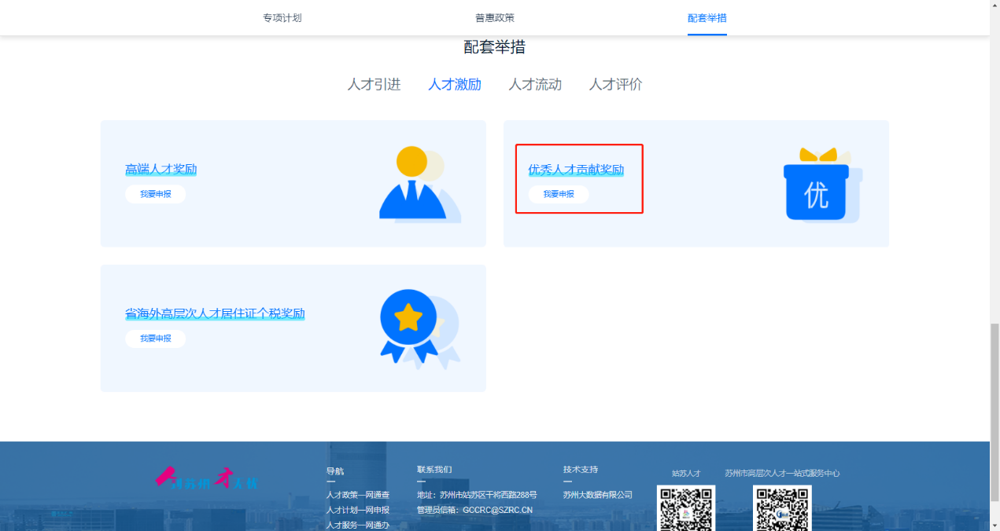 专项计划
普惠政策
配套举措
配套举措
人才引进
人才激励
人才流动
人才评价
高端人才奖励
我要申报
优秀人才贡献奖励
我要申报
优
省海外高层次人才居住证个税奖励
我要申报
导航
人才政策一网通查
人才计划一网申报
人才服务一网通办
联系我们
地址：苏州市姑苏区干将西路288号
管理员信箱：GCCRC@SZRC.CN
技术支持
苏州大数据有限公司
姑苏人才
苏州市高层次人才一站式服务中心